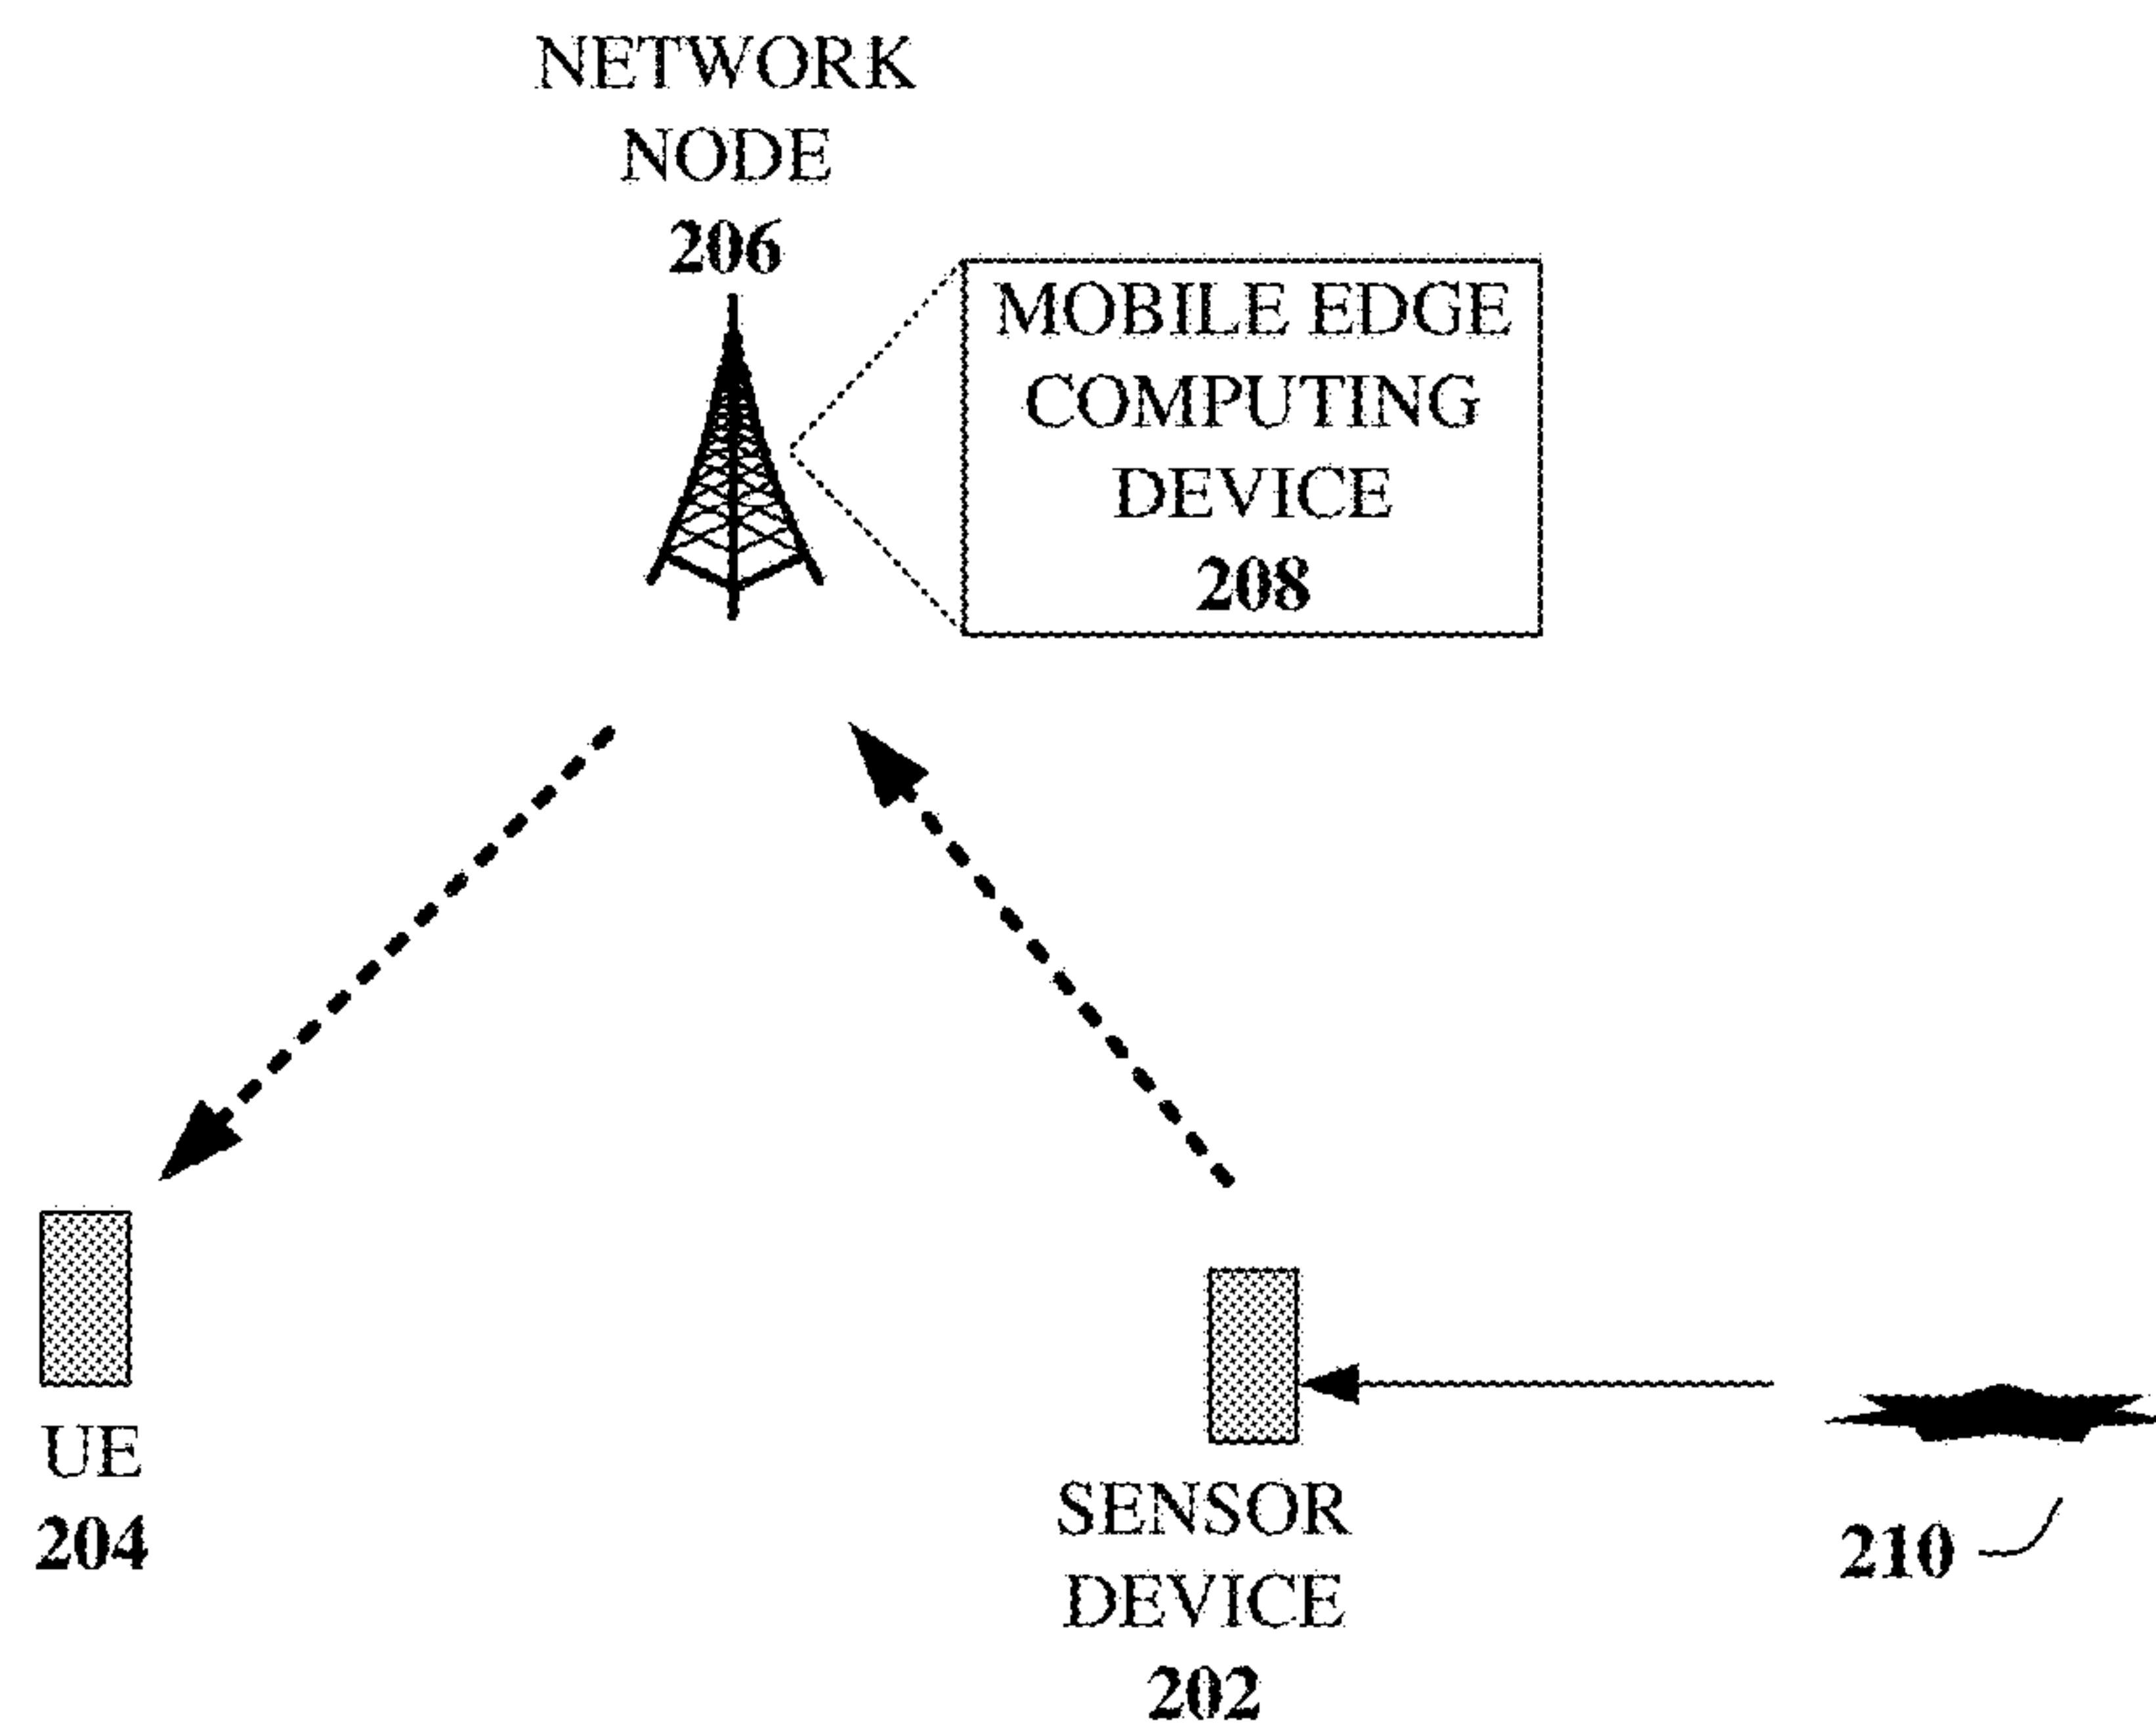 NETWORK
NODE
206
MOBILE EDGE
COMPUTING
DEVICE
208
UE
204
SENSOR
DEVICE
202
210